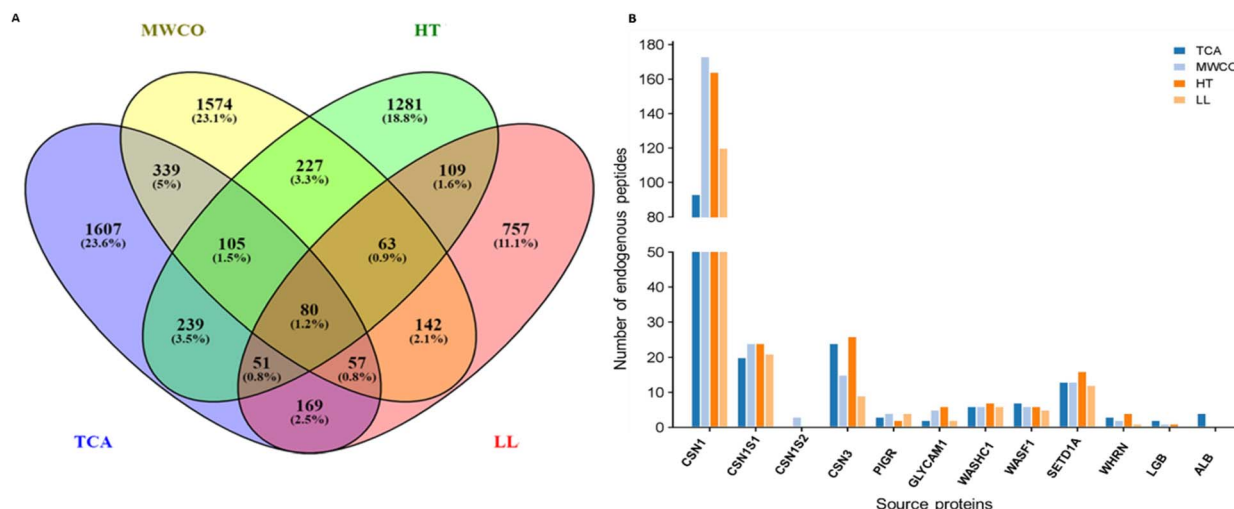 A
MWCO
HT
1574
(23.1%)
1281
(18.8%)
339
(5%)
227
(3.3%)
109
(1.6%)
1607
(23.6%)
105
(1.5%)
63
(0.9%)
757
(11.1%)
80
(1.2%)
239
(3.5%)
142
(2.1%)
51
(0.8%)
57
(0.8%)
169
(2.5%)
TCA
LL
B
Number of endogenous peptides
180
160
140
120
100
80
50
40
30
20
10
0
TCA
MWCO
HT
LL
CSN1
CSN1S1
CSN1S2
CSN3
PIGR
GLYCAM1
WASHC1
WASF1
SETD1A
WHRN
LGB
ALB
Source proteins